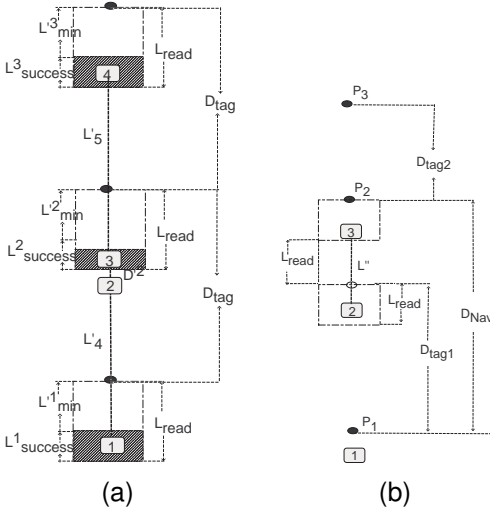 L'3min
L3success
4
Lread
Dtag
L'5
L'2min
L2success
3
D'2
2
Lread
Dtag
L'4
L'1min
L1success
1
Lread
(a)
P3
Dtag2
P2
3
Lread
L"
2
Lread
Dtag1
DNav
P1
1
(b)